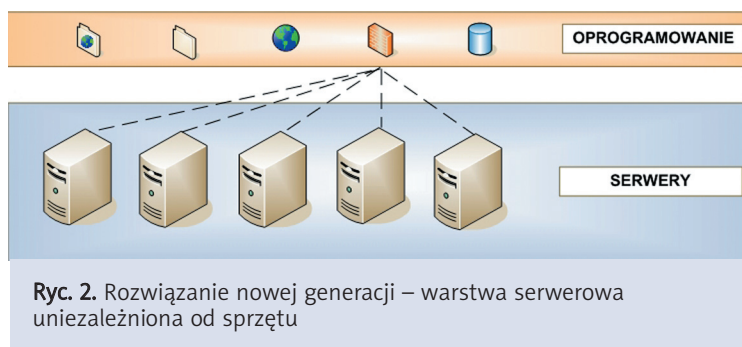 OPROGRAMOWANIE
SERWERY
Ryc. 2. Rozwiązanie nowej generacji – warstwa serwerowa
uniezależniona od sprzętu